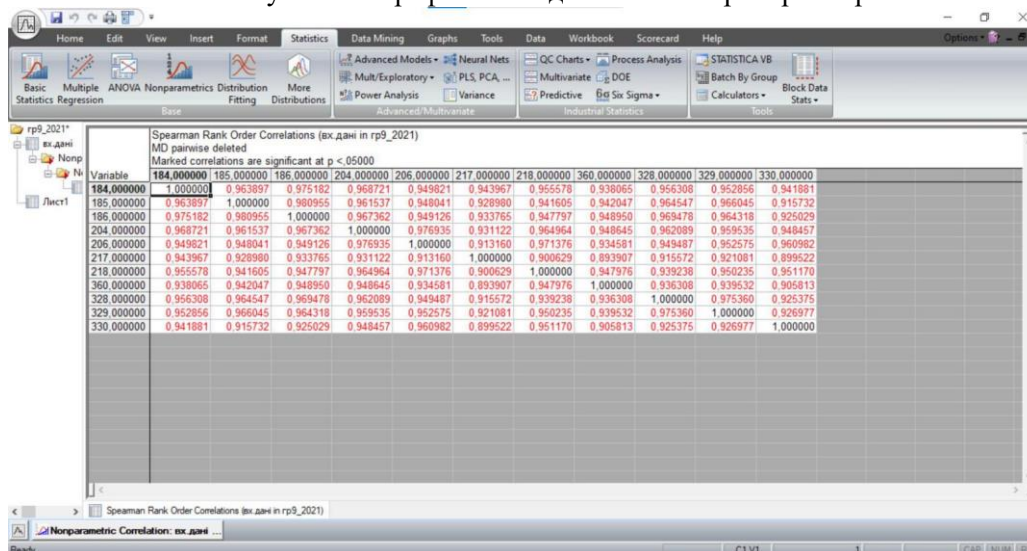 Home Edit View Insert Format Statistics Data Mining Graphs Tools Data Workbook Scorecard Help Options
Basic Statistics Multiple Regression ANOVA Nonparametrics Distribution Fitting More Distributions
Advanced Models Neural Nets QC Charts Process Analysis STATISTICA VB
Mult/Exploratory PLS, PCA, ... Multivariate DOE Batch By Group
Power Analysis Variance Predictive Six Sigma Calculators Block Data Stats
Base Advanced/Multivariate Industrial Statistics Tools
гр9_2021*
вх.дані
Nonp
Лист1
Spearman Rank Order Correlations (вх.дані in гр9_2021)
MD pairwise deleted
Marked correlations are significant at p <,05000
Variable 184,000000 185,000000 186,000000 204,000000 206,000000 217,000000 218,000000 360,000000 328,000000 329,000000 330,000000
184,000000 1,000000 0,963897 0,975182 0,968721 0,949821 0,943967 0,955578 0,938065 0,956308 0,952856 0,941881
185,000000 0,963897 1,000000 0,980955 0,961537 0,948041 0,928980 0,941605 0,942047 0,964547 0,966045 0,915732
186,000000 0,975182 0,980955 1,000000 0,967362 0,949126 0,933765 0,947797 0,948950 0,969478 0,964318 0,925029
204,000000 0,968721 0,961537 0,967362 1,000000 0,976935 0,931122 0,964964 0,948645 0,962089 0,959535 0,948457
206,000000 0,949821 0,948041 0,949126 0,976935 1,000000 0,913160 0,971376 0,934581 0,949487 0,952575 0,960982
217,000000 0,943967 0,928980 0,933765 0,931122 0,913160 1,000000 0,900629 0,893907 0,915572 0,921081 0,899522
218,000000 0,955578 0,941605 0,947797 0,964964 0,971376 0,900629 1,000000 0,947976 0,939238 0,950235 0,951170
360,000000 0,938065 0,942047 0,948950 0,948645 0,934581 0,893907 0,947976 1,000000 0,936308 0,939532 0,905813
328,000000 0,956308 0,964547 0,969478 0,962089 0,949487 0,915572 0,939238 0,936308 1,000000 0,975360 0,925375
329,000000 0,952856 0,966045 0,964318 0,959535 0,952575 0,921081 0,950235 0,939532 0,975360 1,000000 0,926977
330,000000 0,941881 0,915732 0,925029 0,948457 0,960982 0,899522 0,951170 0,905813 0,925375 0,926977 1,000000
Spearman Rank Order Correlations (вх.дані in гр9_2021)
Nonparametric Correlation: вх.дані ...
Ready C1,V1 1 CAP NUM